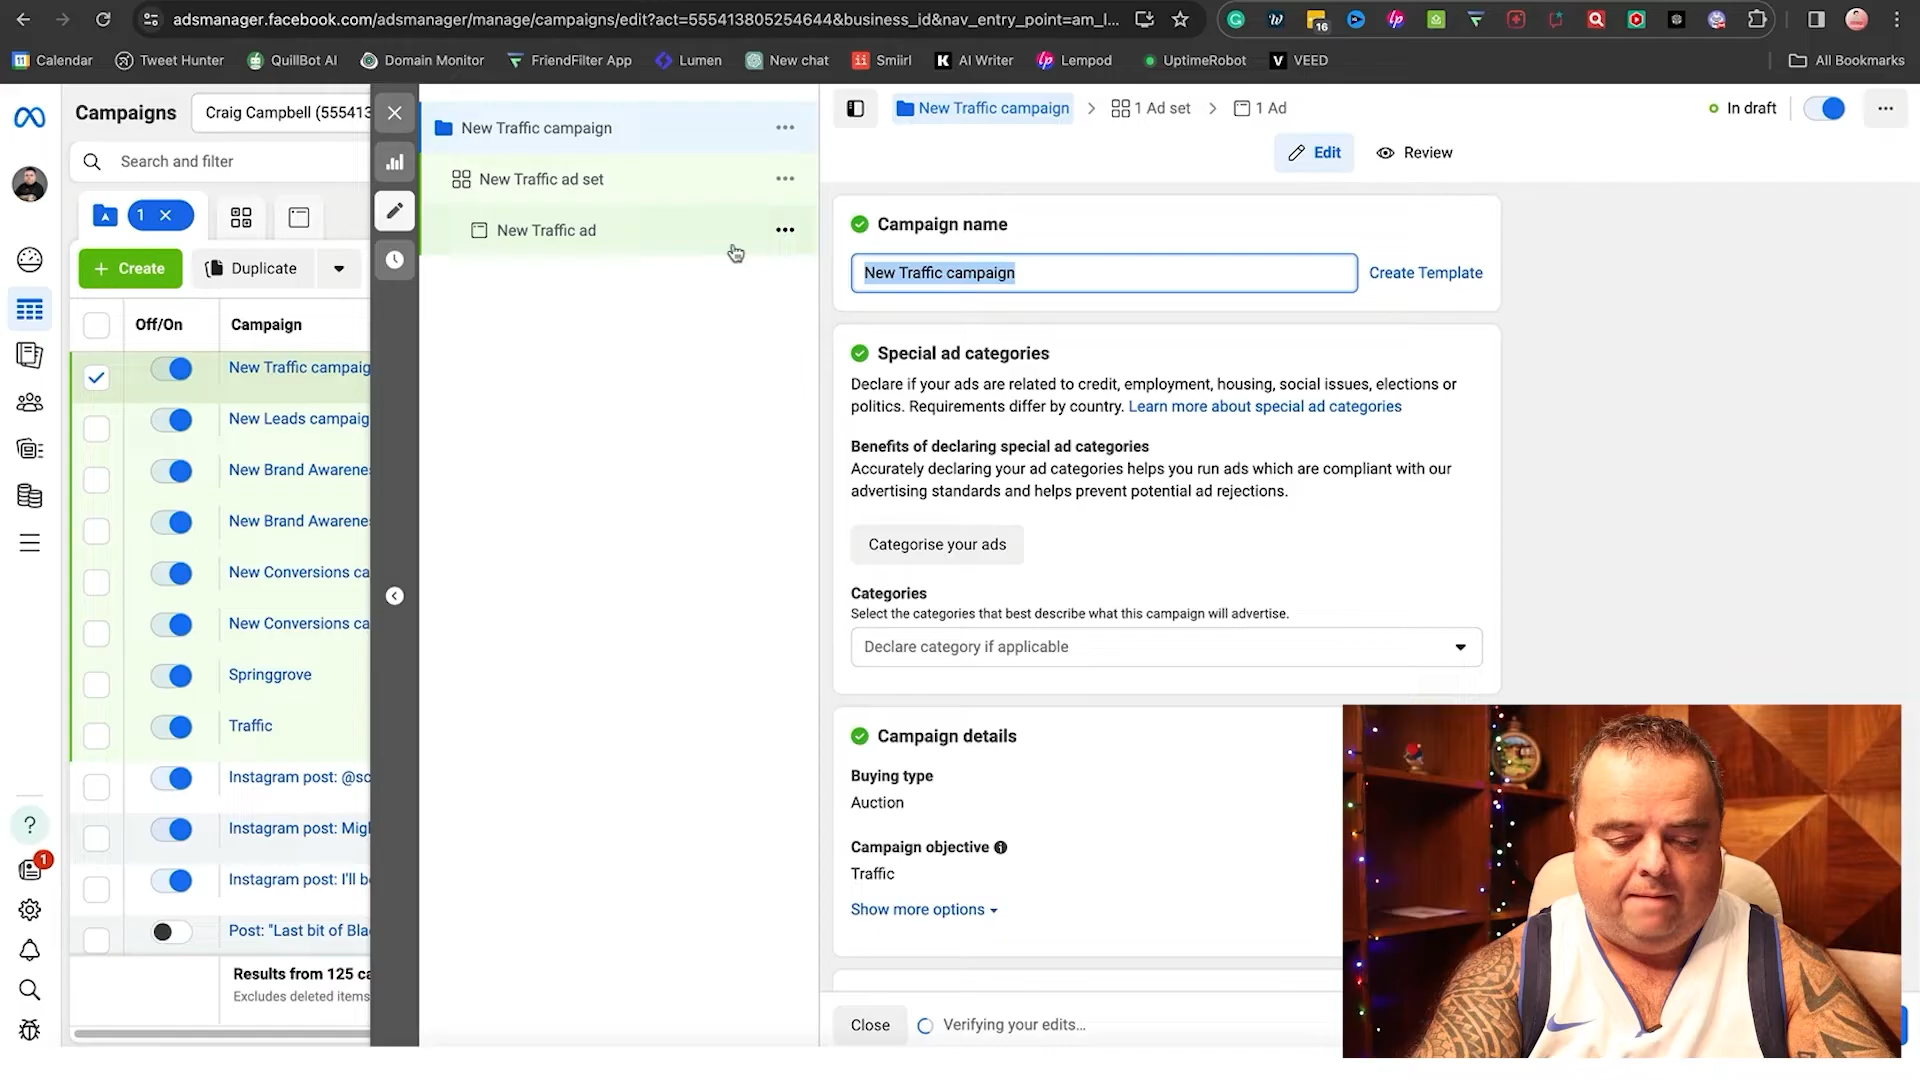 adsmanager.facebook.com/adsmanager/manage/campaigns/edit?act=555413805254644&business_id&nav_entry_point=am_l...
16
Calendar
Tweet Hunter
QuillBot AI
Domain Monitor
FriendFilter App
Lumen
New chat
Smiirl
AI Writer
Lempod
UptimeRobot
VEED
All Bookmarks
Campaigns
Craig Campbell (555413
New Traffic campaign
New Traffic campaign
1 Ad set
1 Ad
In draft
Search and filter
Edit
Review
New Traffic ad set
1
New Traffic ad
Create
Duplicate
Campaign name
New Traffic campaign
Create Template
Off/On
Campaign
New Traffic campaig
New Leads campaig
New Brand Awarene
New Brand Awarene
New Conversions ca
New Conversions ca
Springgrove
Traffic
Instagram post: @sc
Instagram post: Migl
Instagram post: I'll b
Post: "Last bit of Bla
Results from 125 ca
Excludes deleted items
1
Special ad categories
Declare if your ads are related to credit, employment, housing, social issues, elections or
politics. Requirements differ by country. Learn more about special ad categories
Benefits of declaring special ad categories
Accurately declaring your ad categories helps you run ads which are compliant with our
advertising standards and helps prevent potential ad rejections.
Categorise your ads
Categories
Select the categories that best describe what this campaign will advertise.
Declare category if applicable
Campaign details
Buying type
Auction
Campaign objective
Traffic
Show more options
Close
Verifying your edits...